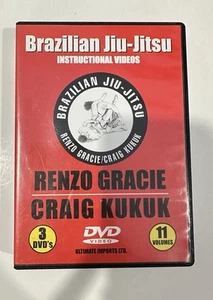 Brazilian Jiu-Jitsu
INSTRUCTIONAL VIDEOS
BRAZILIAN JIU-JITSU
RENZO GRACIE/CRAIG KUKUK
RENZO GRACIE
CRAIG KUKUK
3
DVD's
DVD
VIDEO
11
VOLUMES
ULTIMATE IMPORTS LTD.